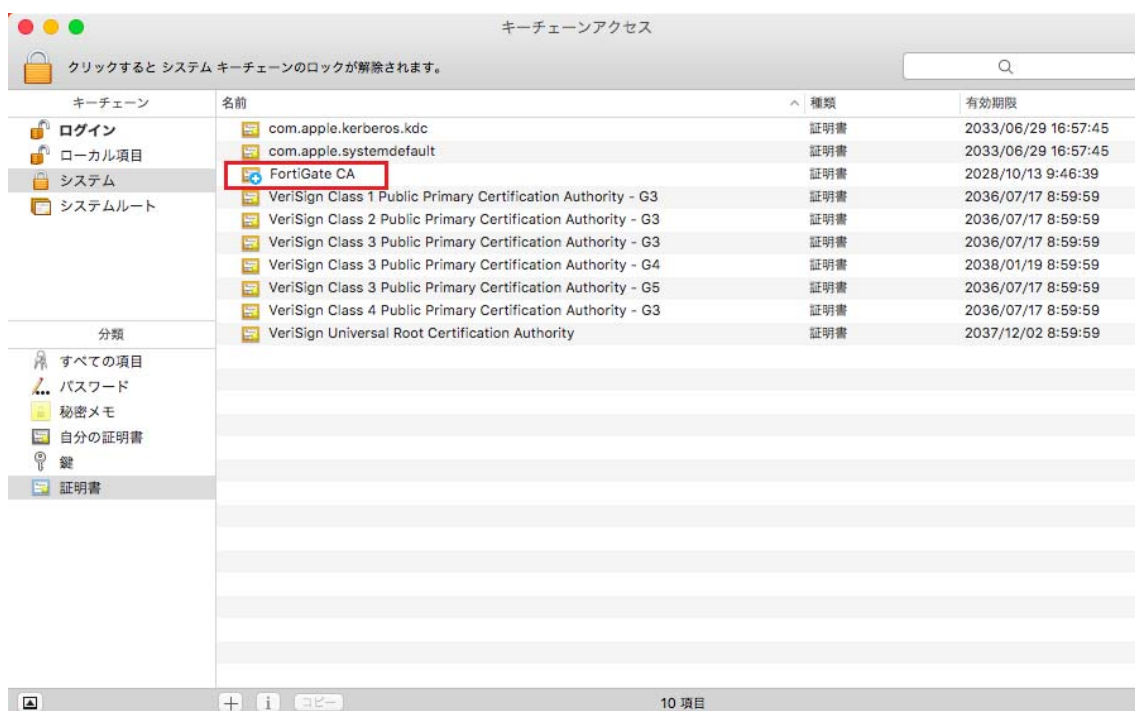 キーチェーンアクセス
クリックすると システム キーチェーンのロックが解除されます。
キーチェーン
ログイン
ローカル項目
システム
システムルート
分類
すべての項目
パスワード
秘密メモ
自分の証明書
鍵
証明書
名前 種類 有効期限
com.apple.kerberos.kdc 証明書 2033/06/29 16:57:45
com.apple.systemdefault 証明書 2033/06/29 16:57:45
FortiGate CA 証明書 2028/10/13 9:46:39
VeriSign Class 1 Public Primary Certification Authority - G3 証明書 2036/07/17 8:59:59
VeriSign Class 2 Public Primary Certification Authority - G3 証明書 2036/07/17 8:59:59
VeriSign Class 3 Public Primary Certification Authority - G3 証明書 2036/07/17 8:59:59
VeriSign Class 3 Public Primary Certification Authority - G4 証明書 2038/01/19 8:59:59
VeriSign Class 3 Public Primary Certification Authority - G5 証明書 2036/07/17 8:59:59
VeriSign Class 4 Public Primary Certification Authority - G3 証明書 2036/07/17 8:59:59
VeriSign Universal Root Certification Authority 証明書 2037/12/02 8:59:59
コピー
10 項目